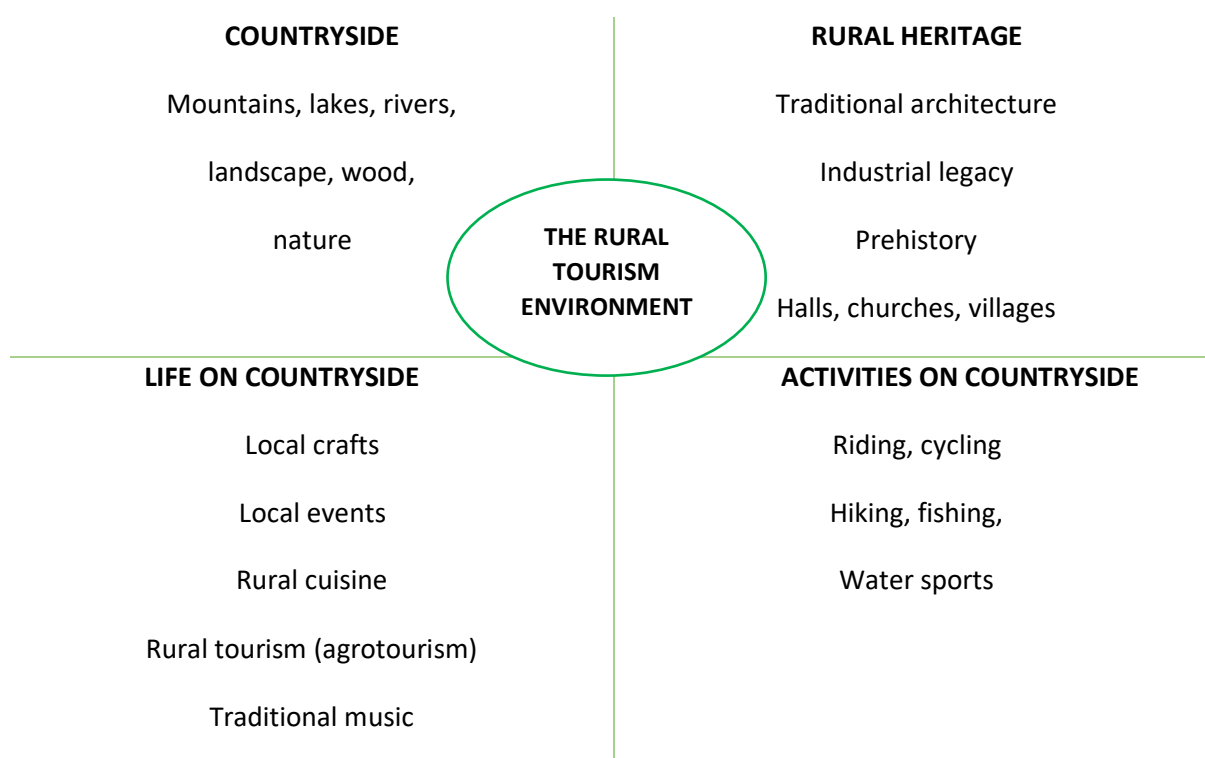 COUNTRYSIDE
Mountains, lakes, rivers,
landscape, wood,
nature
RURAL HERITAGE
Traditional architecture
Industrial legacy
Prehistory
Halls, churches, villages
THE RURAL
TOURISM
ENVIRONMENT
LIFE ON COUNTRYSIDE
Local crafts
Local events
Rural cuisine
Rural tourism (agrotourism)
Traditional music
ACTIVITIES ON COUNTRYSIDE
Riding, cycling
Hiking, fishing,
Water sports